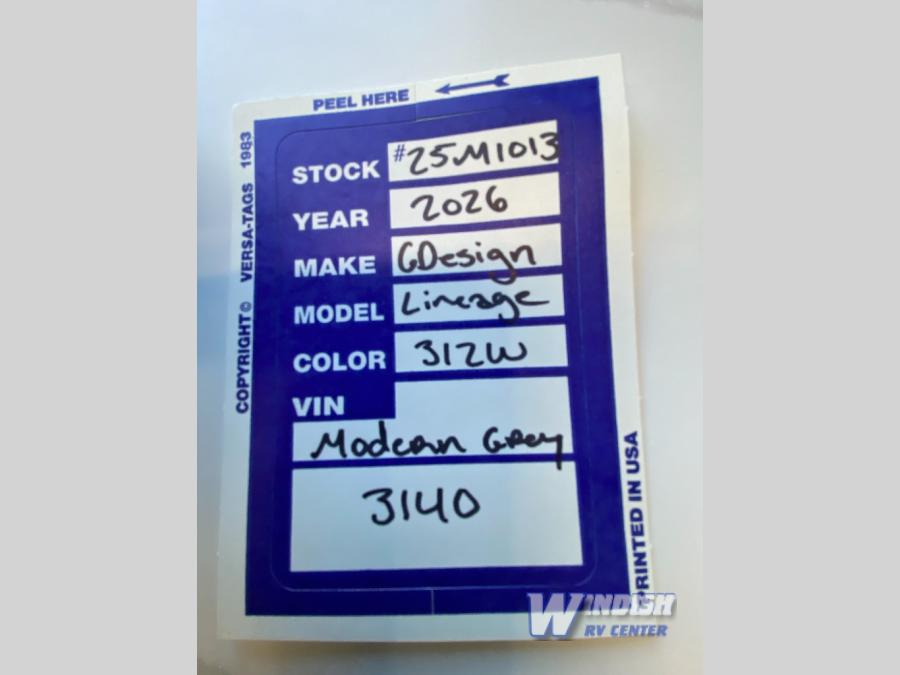 PEEL HERE
COPYRIGHT © VERSA-TAGS 1983
STOCK #25M1013
YEAR 2026
MAKE GDesign
MODEL Lineage
COLOR 312W
VIN
Modern Grey
3140
PRINTED IN USA
WINDISH
RV CENTER